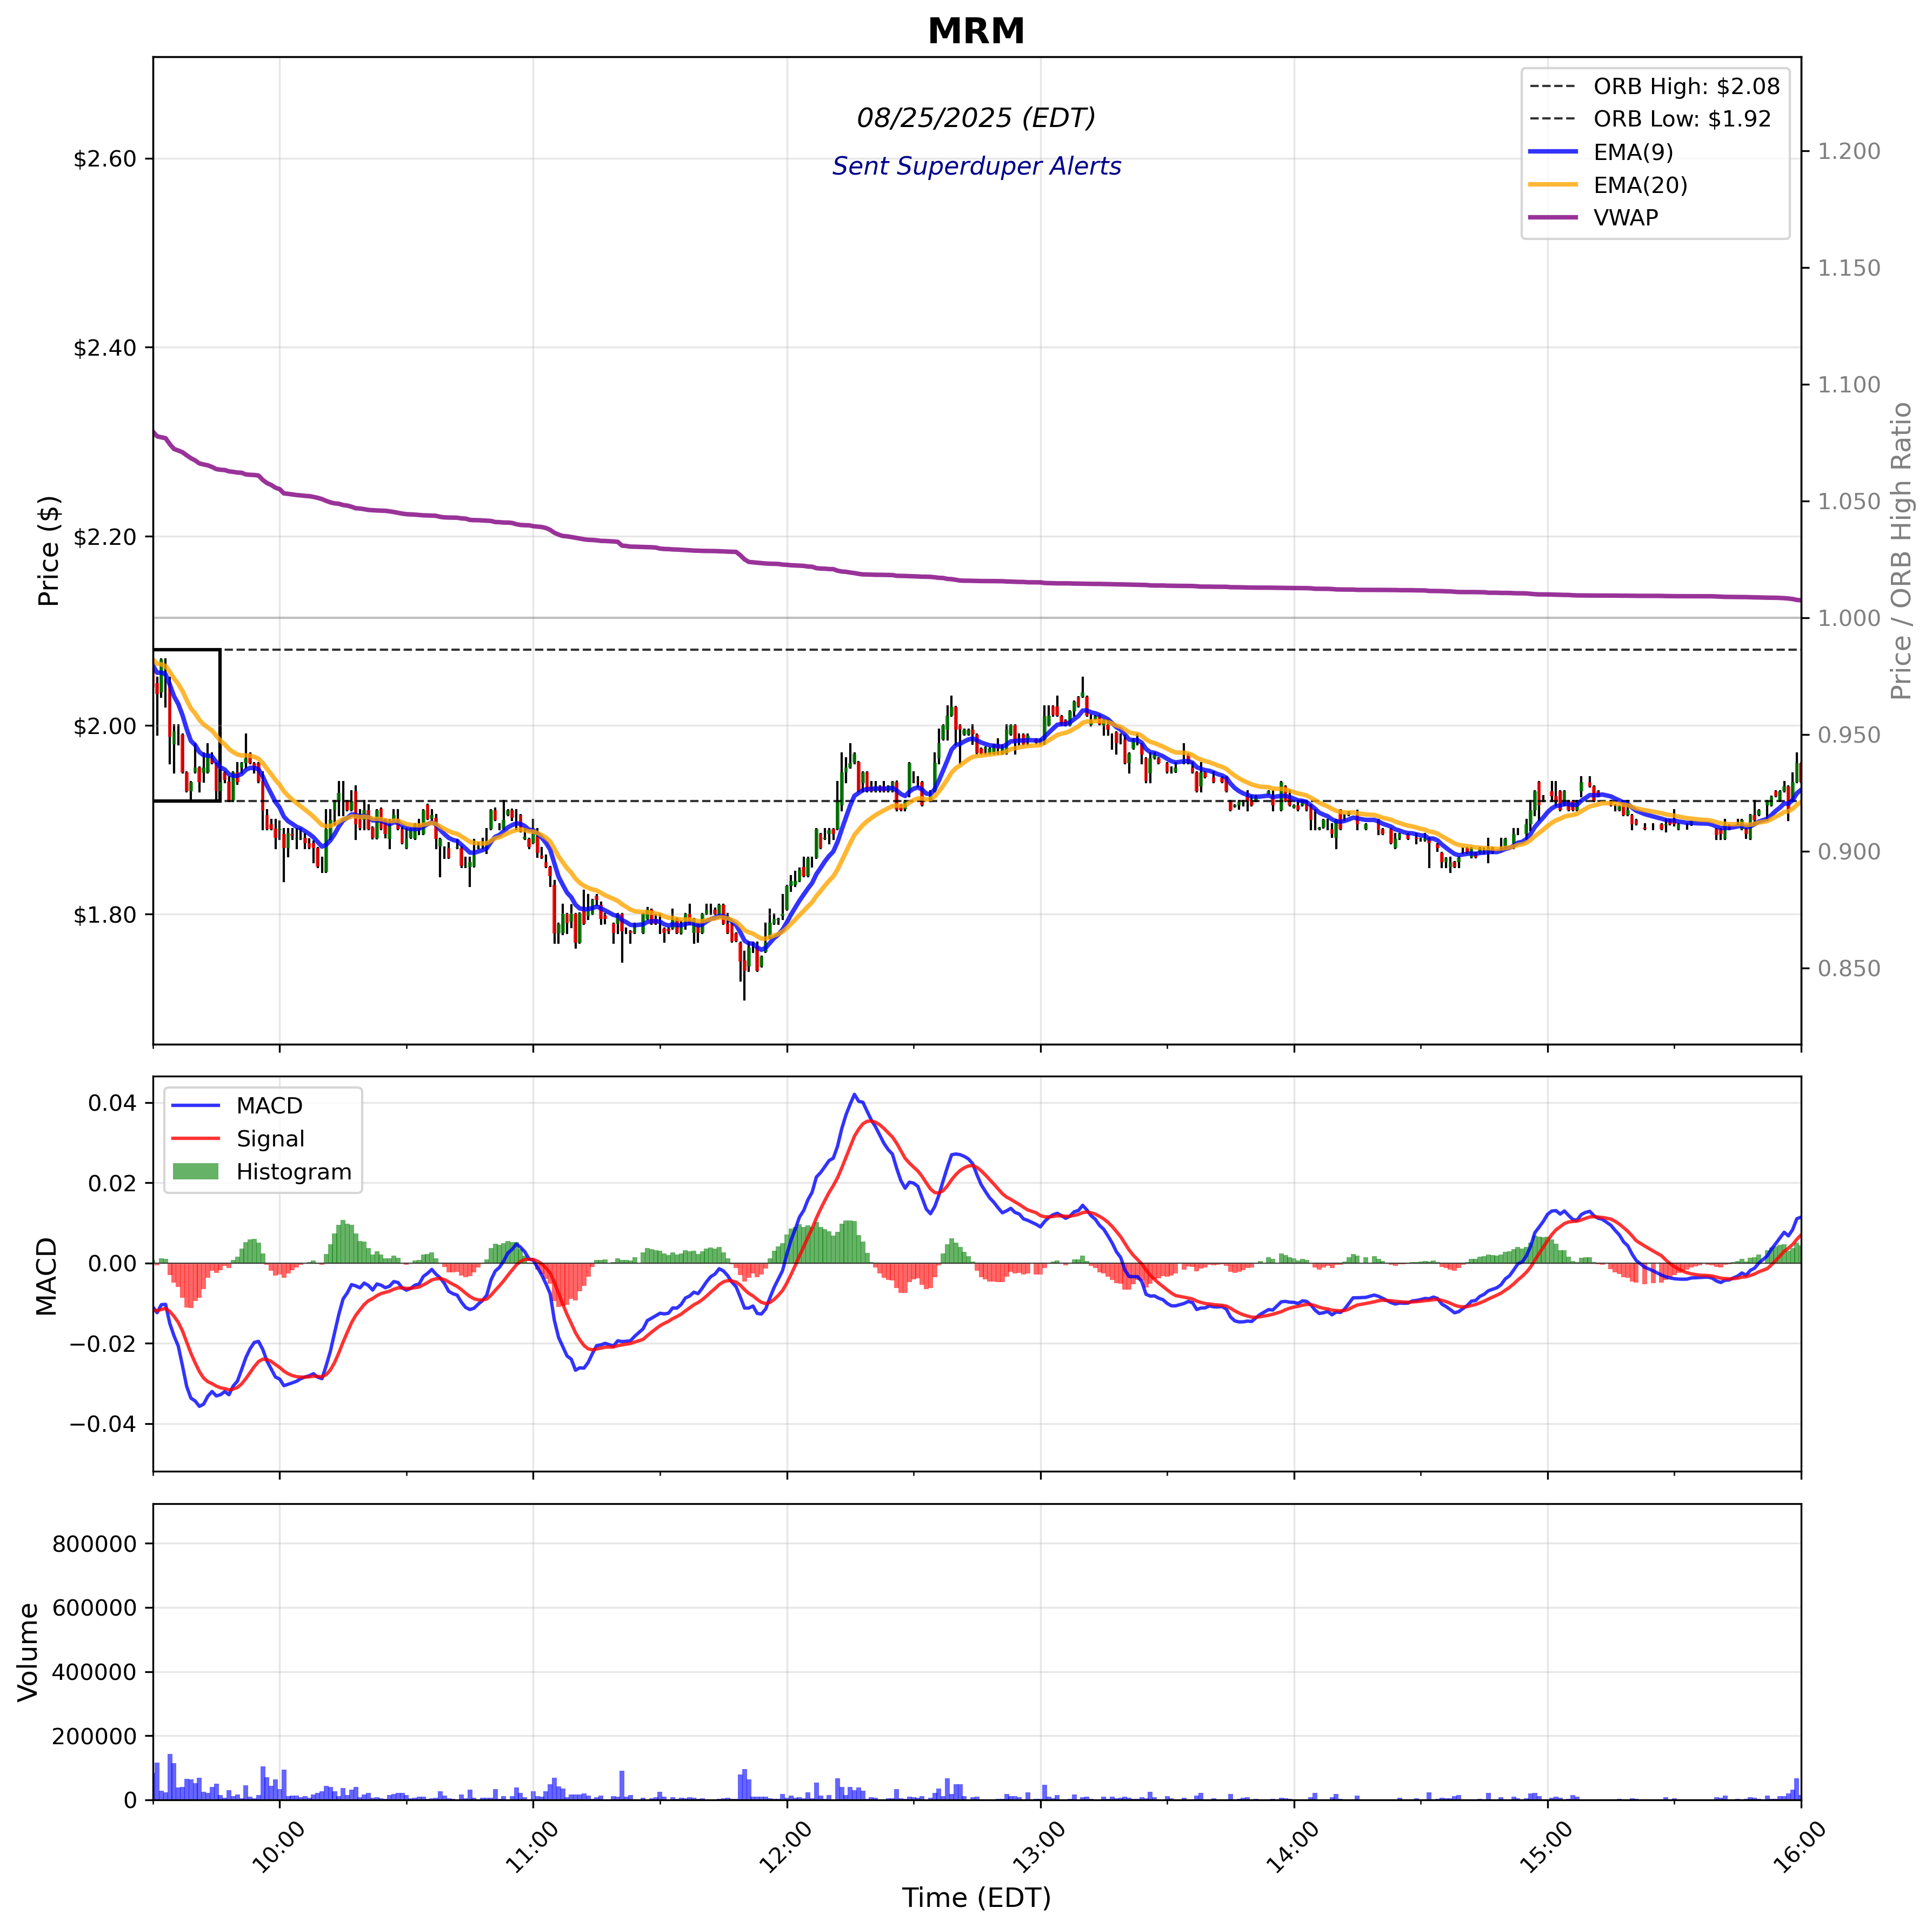 MRM
08/25/2025 (EDT)
Sent Superduper Alerts
ORB High: $2.08
ORB Low: $1.92
EMA(9)
EMA(20)
VWAP
Price ($)
$2.60
$2.40
$2.20
$2.00
$1.80
1.200
1.150
1.100
1.050
1.000
0.950
0.900
0.850
Price / ORB High Ratio
MACD
Signal
Histogram
MACD
0.04
0.02
0.00
−0.02
−0.04
Volume
800000
600000
400000
200000
0
10:00
11:00
12:00
13:00
14:00
15:00
16:00
Time (EDT)